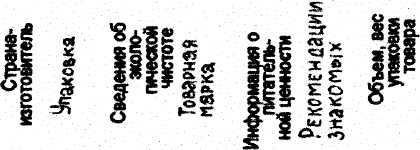 Страна-
изготовитель
Упаковка
Сведения об
эколо-
гической
чистоте
Товарная
марка
Информация о
питатель-
ной ценности
Рекомендации
знакомых
Объем, вес
упаковки
товара